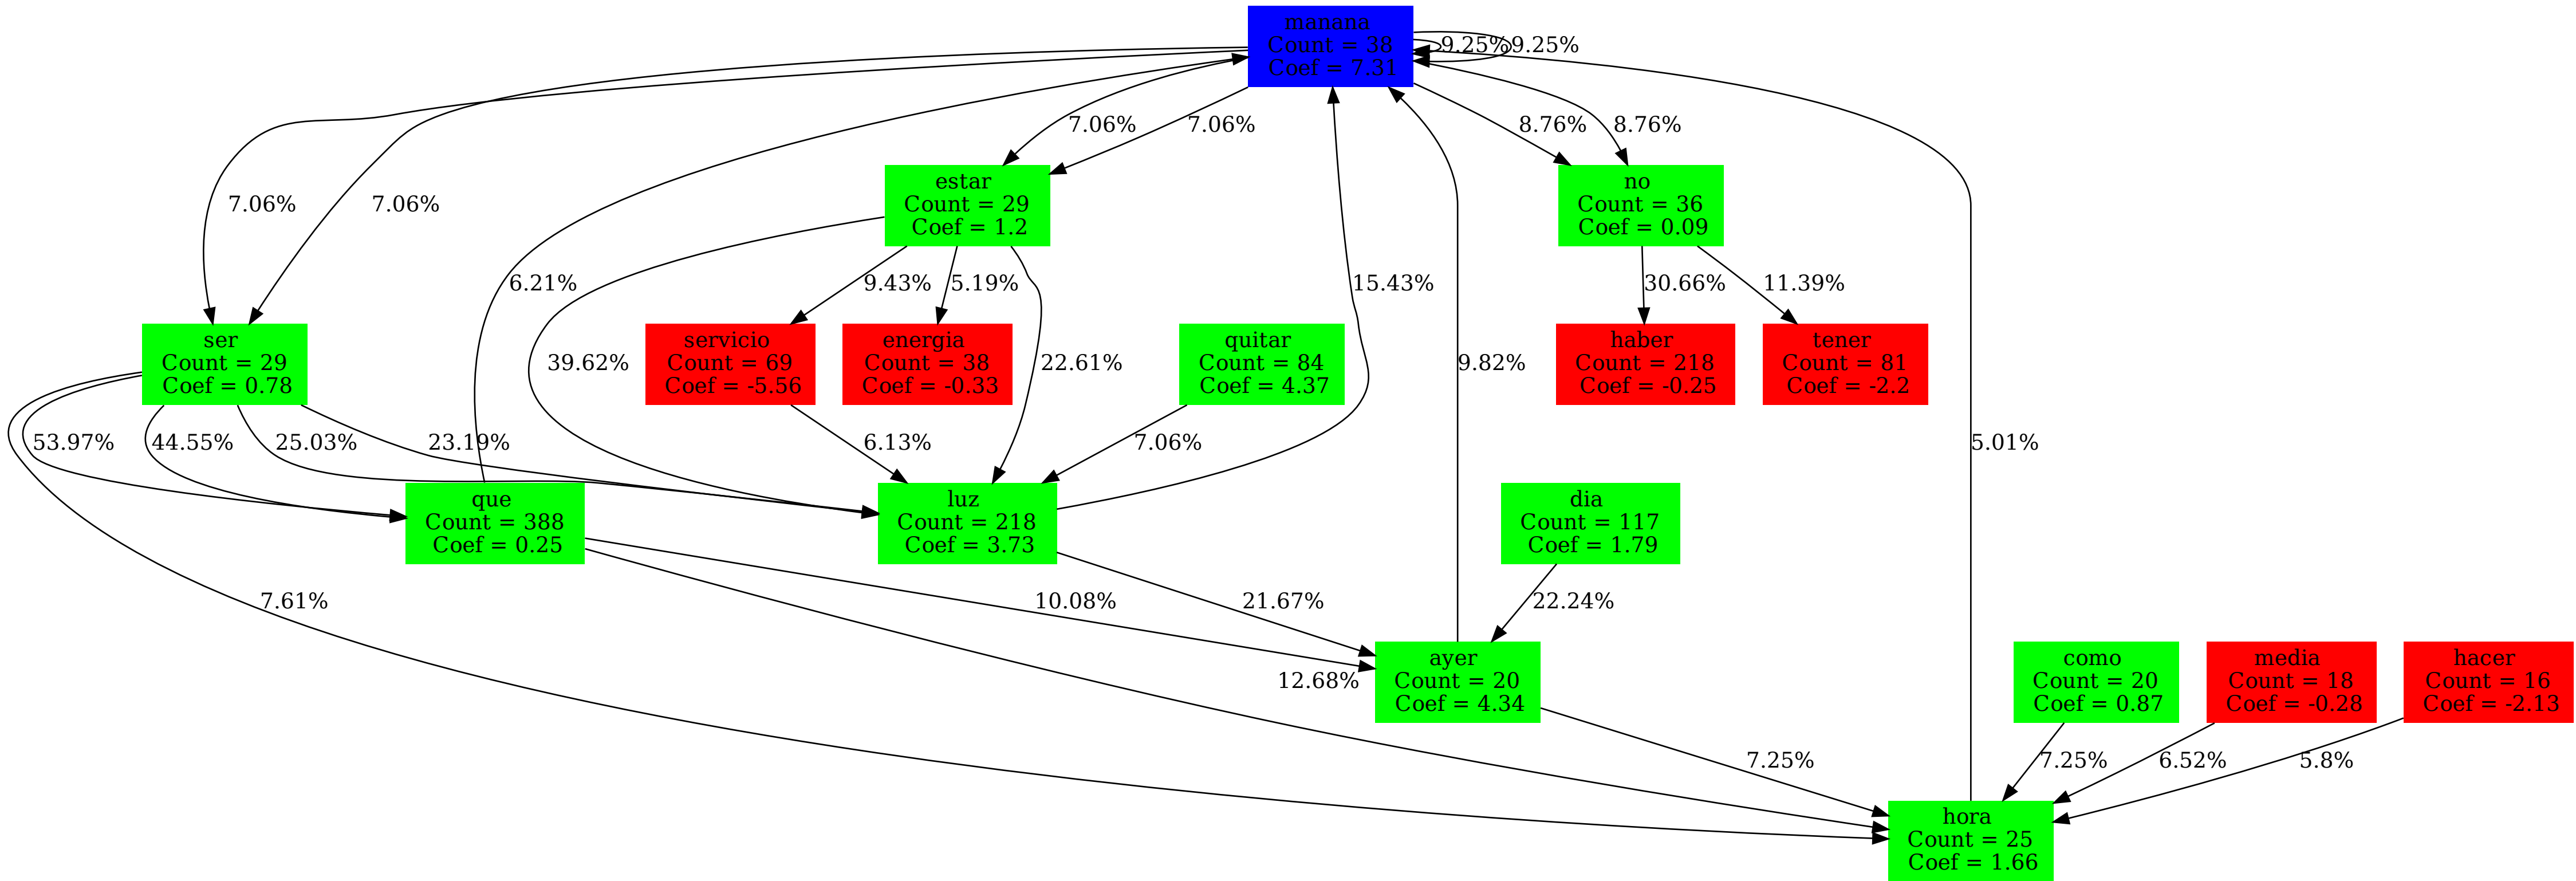 manana
Count = 38
Coef = 7.31
9.25%
9.25%
7.06%
7.06%
8.76%
8.76%
estar
Count = 29
Coef = 1.2
no
Count = 36
Coef = 0.09
7.06%
7.06%
6.21%
9.43%
5.19%
15.43%
30.66%
11.39%
ser
Count = 29
Coef = 0.78
39.62%
servicio
Count = 69
Coef = -5.56
energia
Count = 38
Coef = -0.33
22.61%
quitar
Count = 84
Coef = 4.37
9.82%
haber
Count = 218
Coef = -0.25
tener
Count = 81
Coef = -2.2
53.97%
44.55%
25.03%
23.19%
6.13%
7.06%
5.01%
que
Count = 388
Coef = 0.25
luz
Count = 218
Coef = 3.73
dia
Count = 117
Coef = 1.79
7.61%
10.08%
21.67%
22.24%
12.68%
ayer
Count = 20
Coef = 4.34
como
Count = 20
Coef = 0.87
media
Count = 18
Coef = -0.28
hacer
Count = 16
Coef = -2.13
7.25%
7.25%
6.52%
5.8%
hora
Count = 25
Coef = 1.66